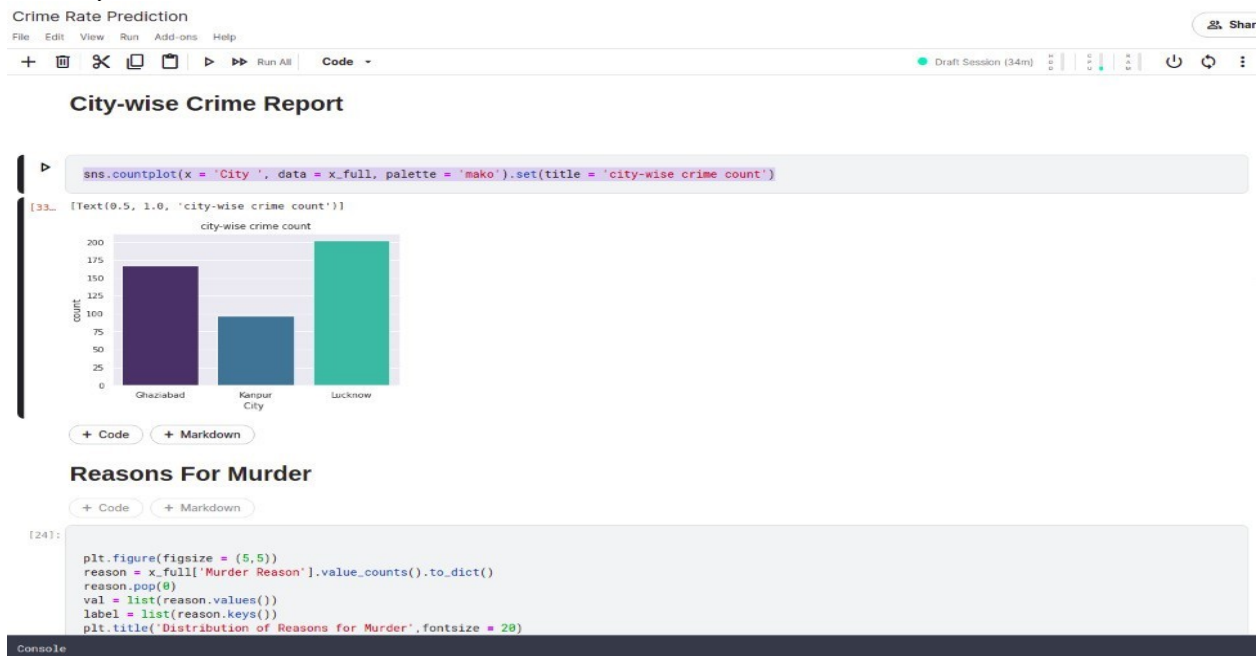 Crime Rate Prediction
Shar
File Edit View Run Add-ons Help
Run All Code
Draft Session (34m)
City-wise Crime Report
sns.countplot(x = 'City ', data = x_full, palette = 'mako').set(title = 'city-wise crime count')
[33… [Text(0.5, 1.0, 'city-wise crime count')]
city-wise crime count
200
175
150
125
100
75
50
25
0
count
Ghaziabad Kanpur Lucknow
City
+ Code + Markdown
Reasons For Murder
+ Code + Markdown
[24]:
plt.figure(figsize = (5,5))
reason = x_full['Murder Reason'].value_counts().to_dict()
reason.pop(0)
val = list(reason.values())
label = list(reason.keys())
plt.title('Distribution of Reasons for Murder',fontsize = 20)
Console